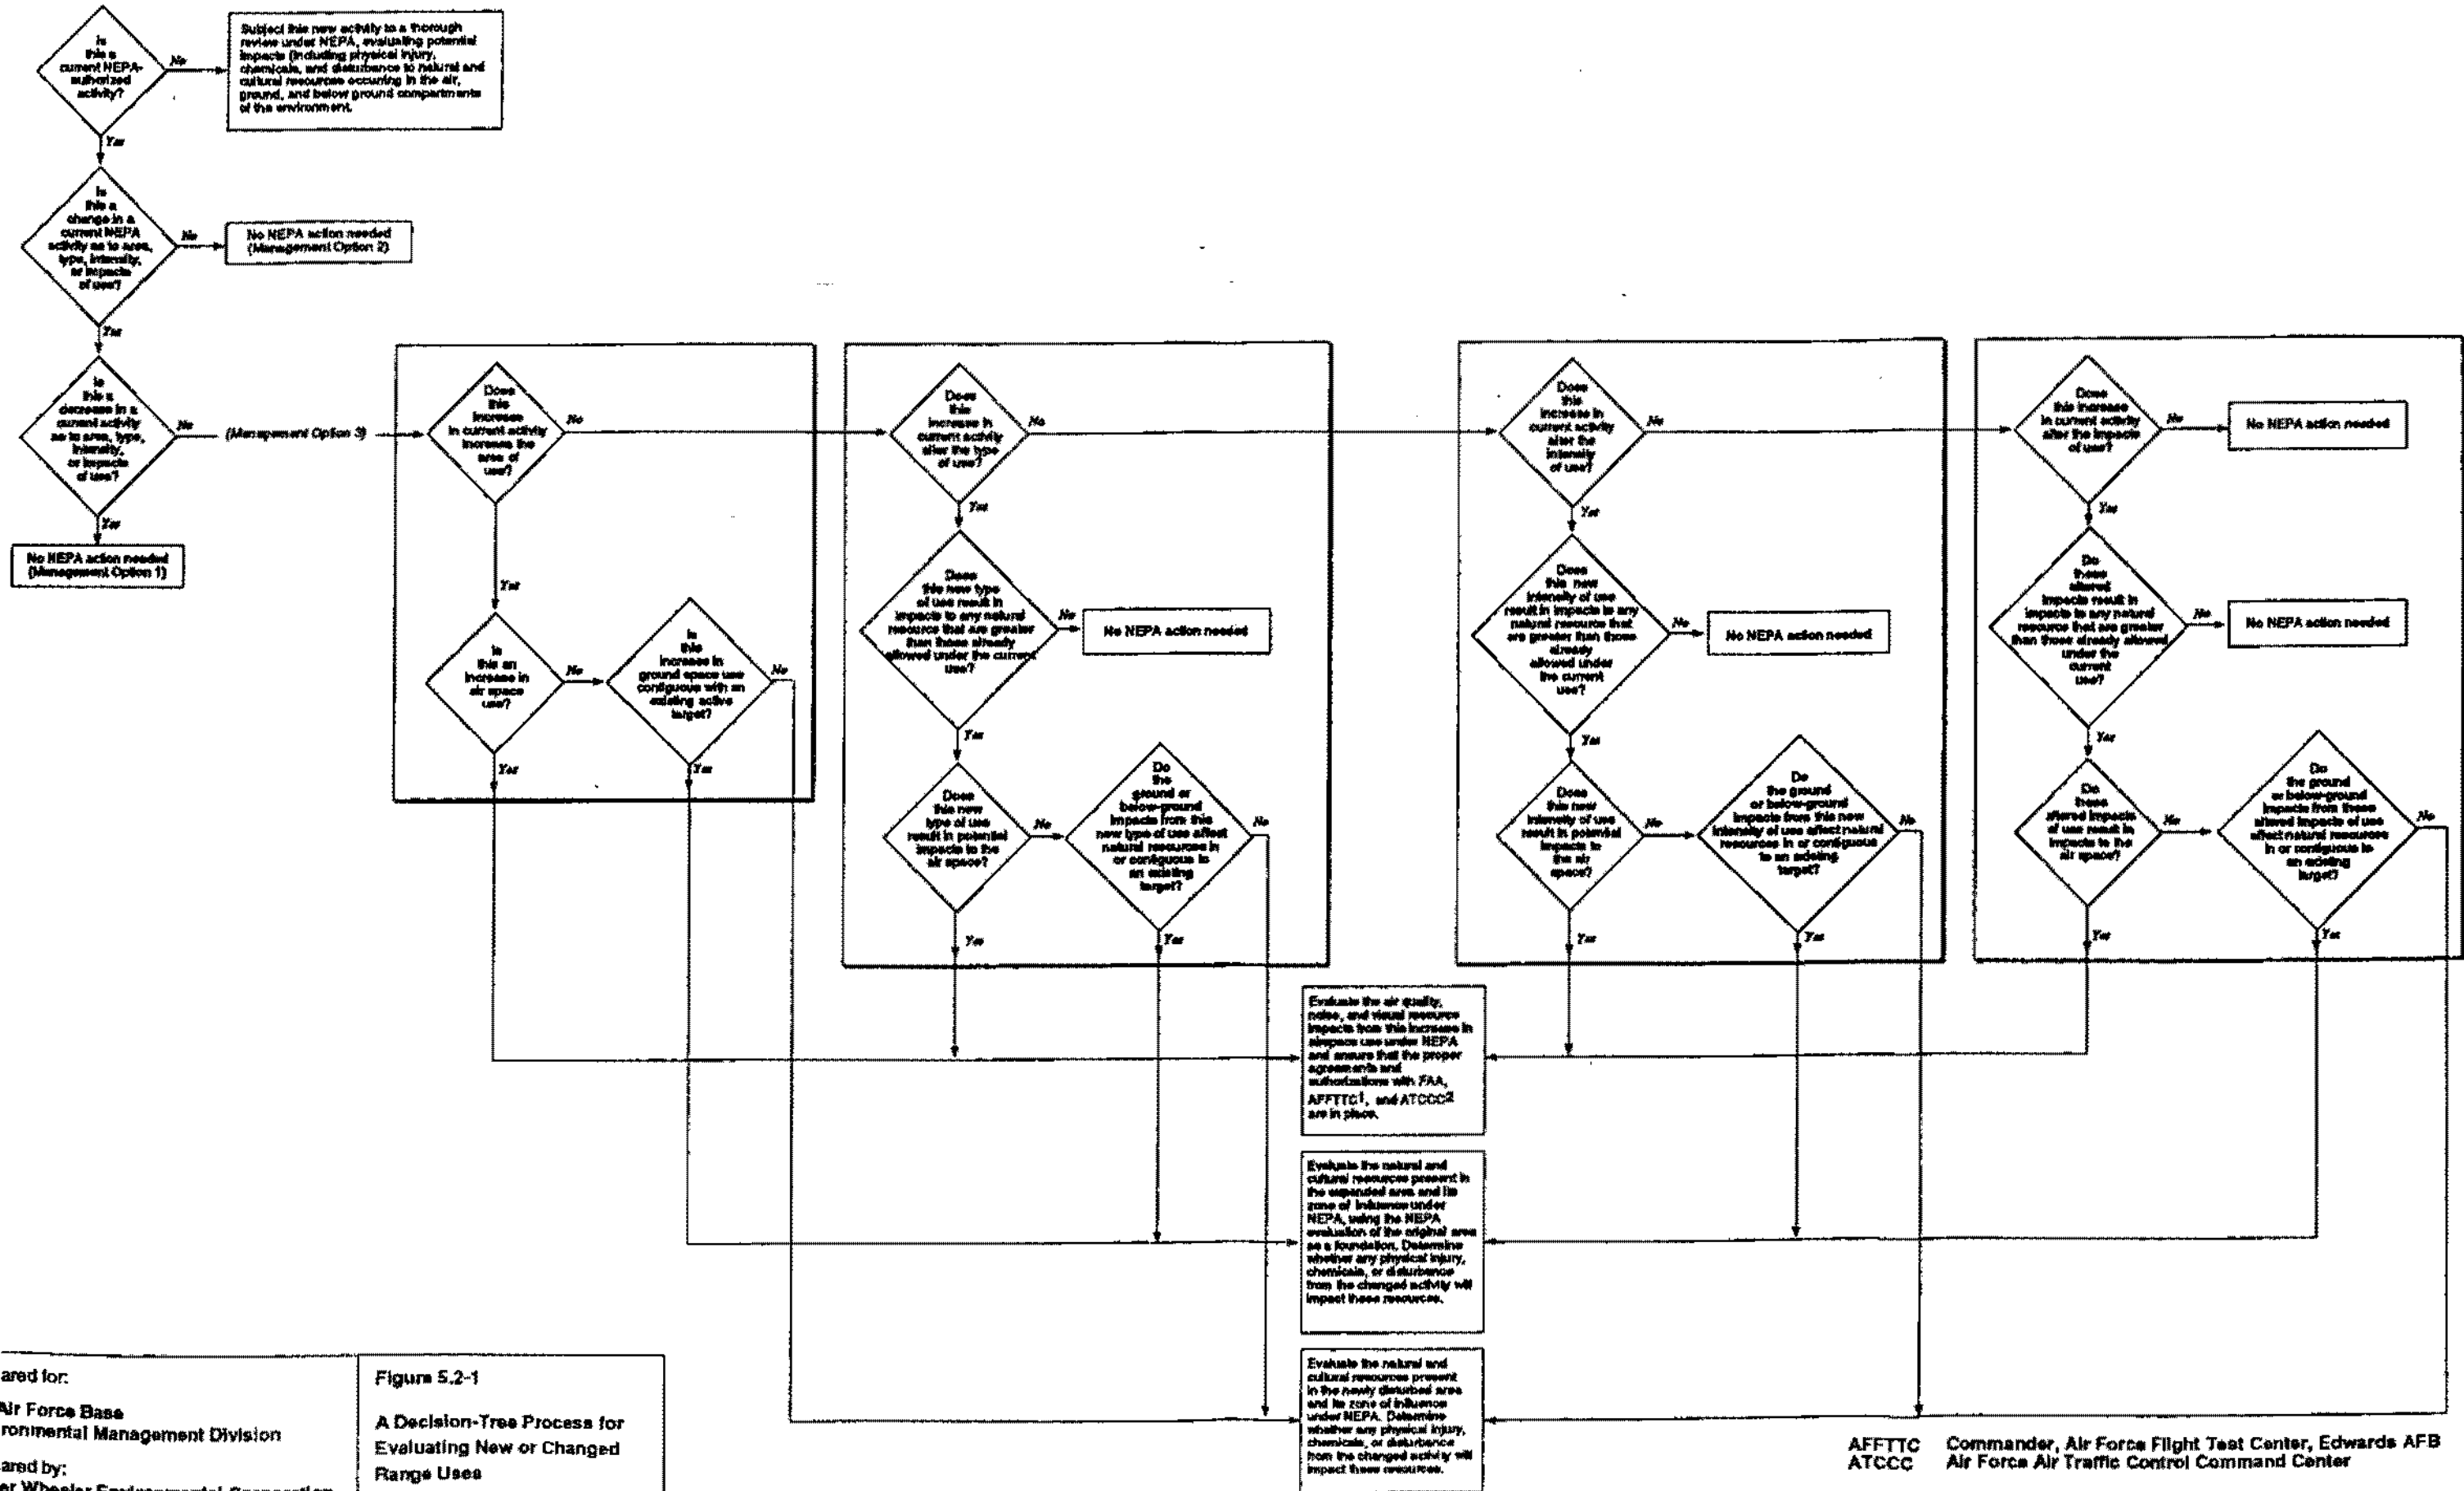 Is
this a
current NEPA-
authorized
activity?
No
Yes
Subject this new activity to a thorough
review under NEPA, evaluating potential
impacts (including physical injury,
chemicals, and disturbance to natural and
cultural resources occuring in the air,
ground, and below ground compartments
of the environment.
Is
this a
change in a
current NEPA
activity as to area,
type, intensity,
or impacts
of use?
No
Yes
No NEPA action needed
(Management Option 2)
Is
this a
decrease in a
current activity
as to area, type,
intensity,
or impacts
of use?
No
(Management Option 3)
Yes
No NEPA action needed
(Management Option 1)
Does
this
increase
in current activity
increase the
area of
use?
No
Yes
Is
this an
increase in
air space
use?
No
Yes
Is
this
increase in
ground space use
contiguous with an
existing active
target?
No
Yes
Does
this
increase in
current activity
alter the type
of use?
No
Yes
Does
this new type
of use result in
impacts to any natural
resource that are greater
than those already
allowed under the current
use?
No
Yes
No NEPA action needed
Does
this new
type of use
result in potential
impacts to the
air space?
No
Yes
Do
the
ground or
below-ground
impacts from this
new type of use affect
natural resources in
or contiguous to
an existing
target?
No
Yes
Does
this
increase in
current activity
alter the
intensity
of use?
No
Yes
Does
this new
intensity of use
result in impacts to any
natural resource that
are greater than those
already
allowed under
the current
use?
No
Yes
No NEPA action needed
Does
this new
intensity of use
result in potential
impacts to
the air
space?
No
Yes
Do
the ground
or below-ground
impacts from this new
intensity of use affect natural
resources in or contiguous
to an existing
target?
No
Yes
Does
this increase
in current activity
alter the impacts
of use?
No
Yes
No NEPA action needed
Do
these
altered
impacts result in
impacts to any natural
resource that are greater
than those already allowed
under the
current
use?
No
Yes
No NEPA action needed
Do
these
altered impacts
of use result in
impacts to the
air space?
No
Yes
Do
the ground
or below-ground
impacts from these
altered impacts of use
affect natural resources
in or contiguous to
an existing
target?
No
Yes
Evaluate the air quality,
noise, and visual resource
impacts from this increase in
airspace use under NEPA
and ensure that the proper
agreements and
authorizations with FAA,
AFFTTC1, and ATCCC2
are in place.
Evaluate the natural and
cultural resources present in
the expanded area and its
zone of influence under
NEPA, using the NEPA
evaluation of the original area
as a foundation. Determine
whether any physical injury,
chemicals, or disturbance
from the changed activity will
impact these resources.
Evaluate the natural and
cultural resources present
in the newly disturbed area
and its zone of influence
under NEPA. Determine
whether any physical injury,
chemicals, or disturbance
from the changed activity will
impact these resources.
ared for:
Air Force Base
ronmental Management Division
ared by:
er Wheeler Environmental Corporation
Figure 5.2-1
A Decision-Tree Process for
Evaluating New or Changed
Range Uses
AFFTTC Commander, Air Force Flight Test Center, Edwards AFB
ATCCC Air Force Air Traffic Control Command Center